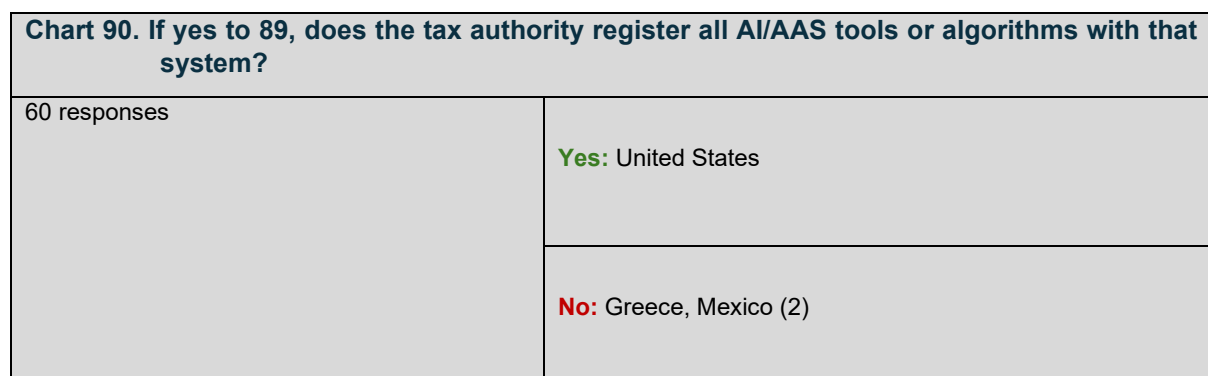 Chart 90. If yes to 89, does the tax authority register all AI/AAS tools or algorithms with that
system?
60 responses
Yes: United States
No: Greece, Mexico (2)